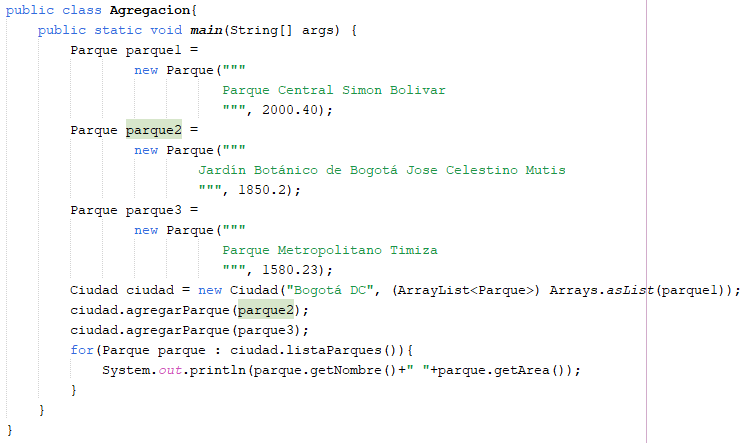 public class Agregacion{
public static void main(String[] args) {
Parque parque1 =
new Parque("""
Parque Central Simon Bolivar
""", 2000.40);
Parque parque2 =
new Parque("""
Jardín Botánico de Bogotá Jose Celestino Mutis
""", 1850.2);
Parque parque3 =
new Parque("""
Parque Metropolitano Timiza
""", 1580.23);
Ciudad ciudad = new Ciudad("Bogotá DC", (ArrayList<Parque>) Arrays.asList(parque1));
ciudad.agregarParque(parque2);
ciudad.agregarParque(parque3);
for(Parque parque : ciudad.listaParques()){
System.out.println(parque.getNombre()+" "+parque.getArea());
}
}
}